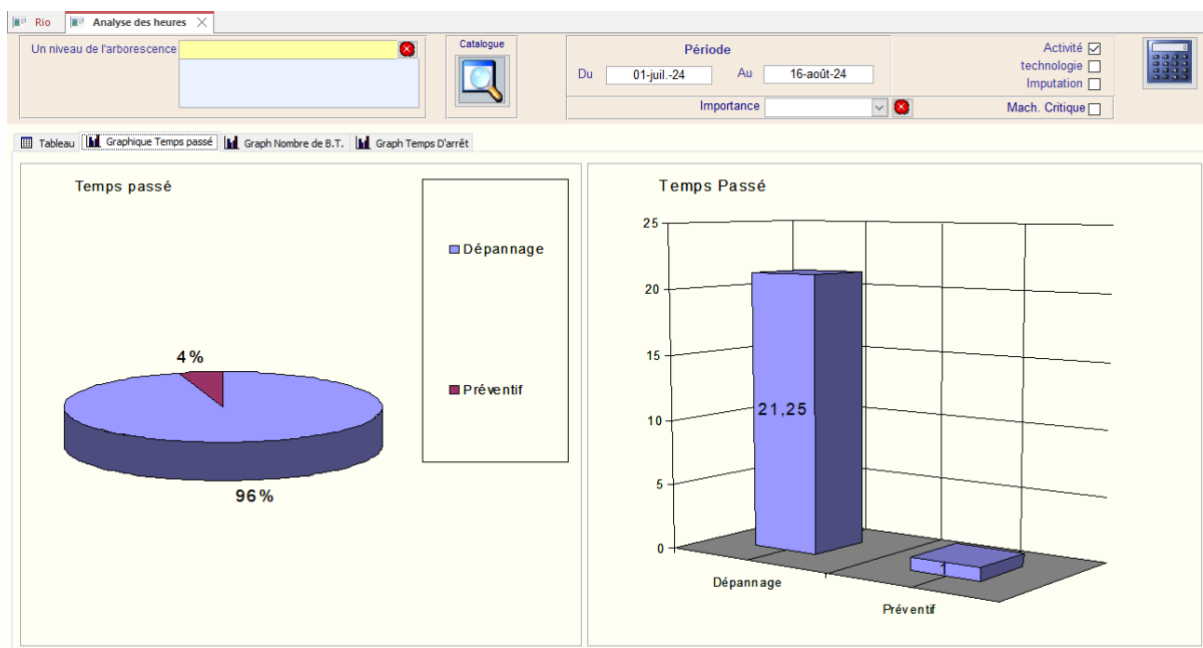 Rio Analyse des heures
Un niveau de l'arborescence
Catalogue
Période
Du 01-juil.-24 Au 16-août-24
Importance
Activité
technologie
Imputation
Mach. Critique
Tableau Graphique Temps passé Graph Nombre de B.T. Graph Temps D'arrêt
Temps passé
4%
96%
Dépannage
Préventif
Temps Passé
25
20
15
10
5
0
21,25
1
Dépannage
Préventif